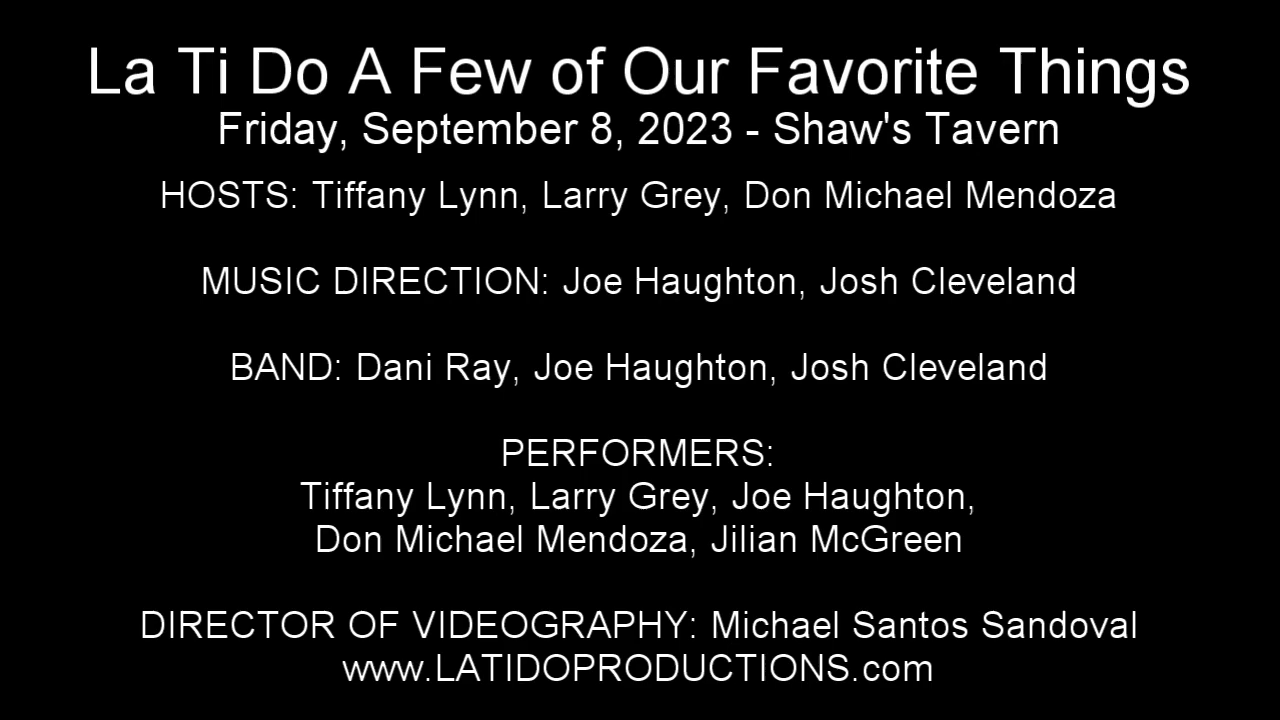 La Ti Do A Few of Our Favorite Things
Friday, September 8, 2023 - Shaw's Tavern
HOSTS: Tiffany Lynn, Larry Grey, Don Michael Mendoza
MUSIC DIRECTION: Joe Haughton, Josh Cleveland
BAND: Dani Ray, Joe Haughton, Josh Cleveland
PERFORMERS:
Tiffany Lynn, Larry Grey, Joe Haughton,
Don Michael Mendoza, Jilian McGreen
DIRECTOR OF VIDEOGRAPHY: Michael Santos Sandoval
www.LATIDOPRODUCTIONS.com